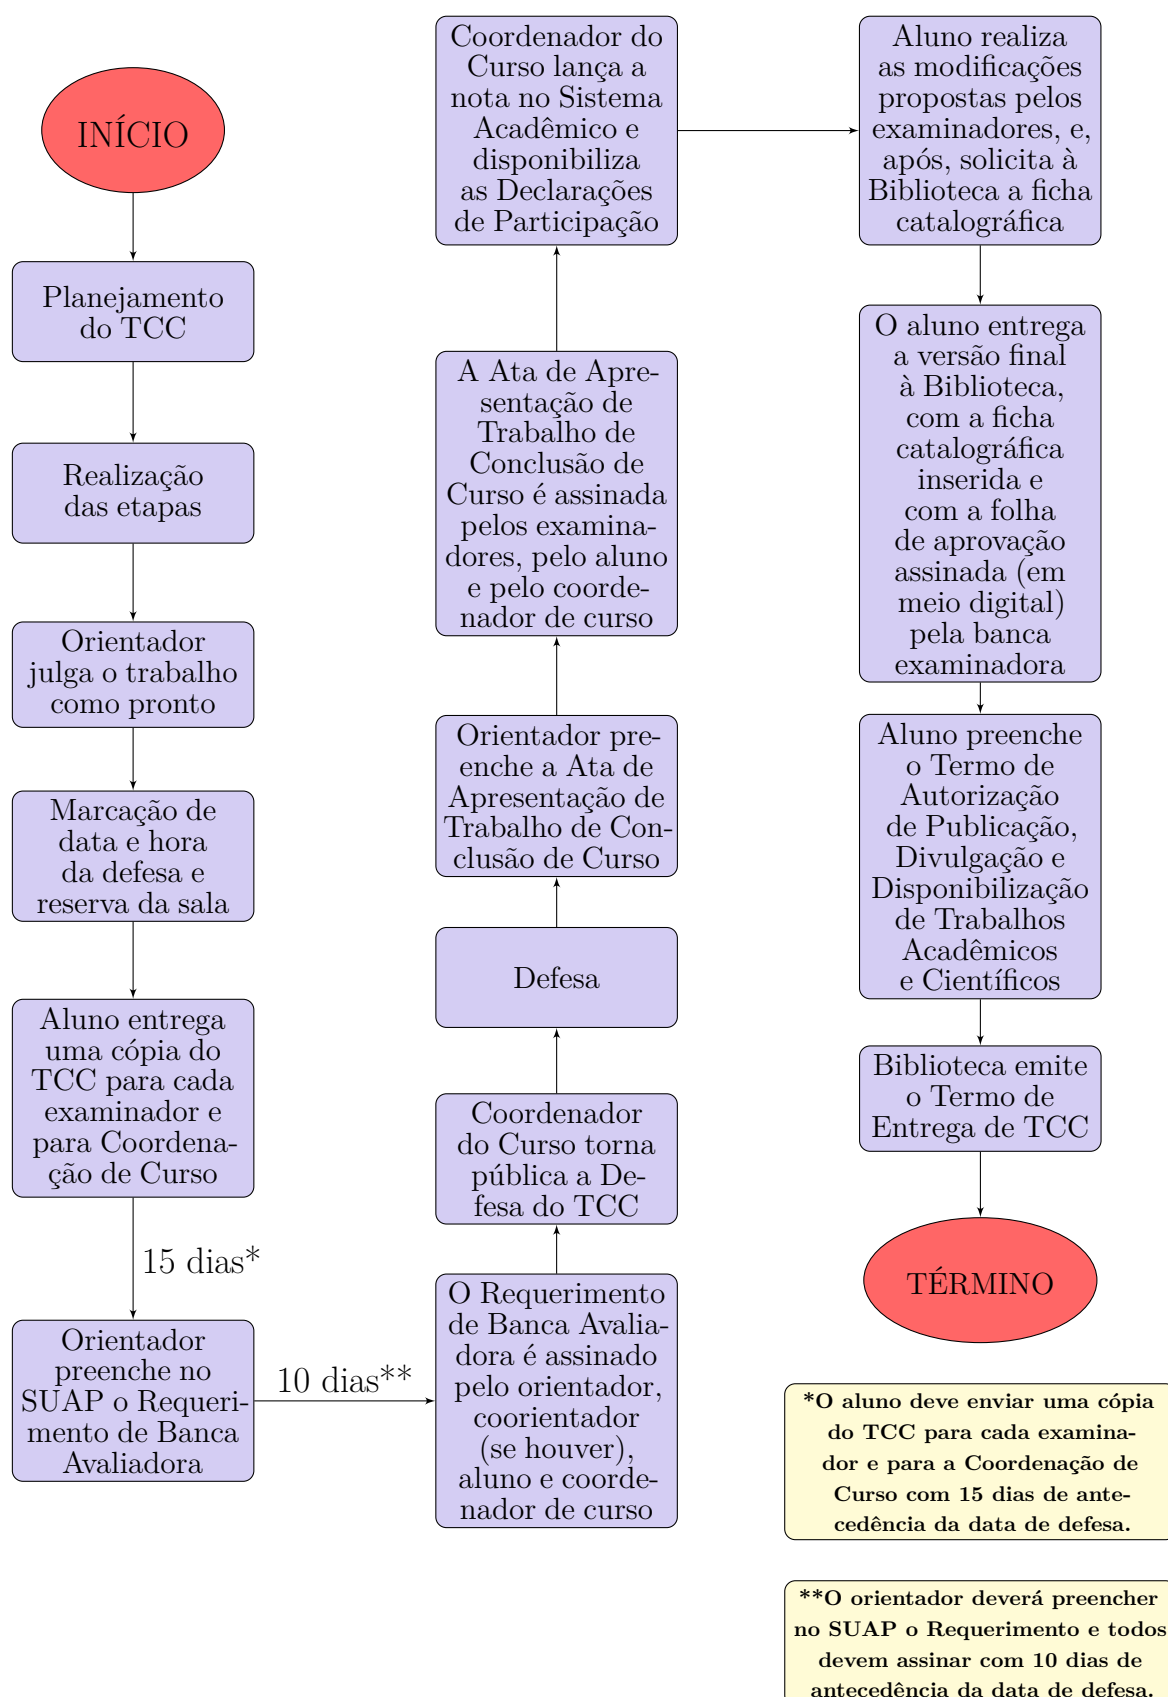 INÍCIO
Planejamento
do TCC
Realização
das etapas
Orientador
julga o trabalho
como pronto
Marcação de
data e hora
da defesa e
reserva da sala
Aluno entrega
uma cópia do
TCC para cada
examinador e
para Coordena-
ção de Curso
15 dias*
Orientador
preenche no
SUAP o Requeri-
mento de Banca
Avaliadora
10 dias**
O Requerimento
de Banca Avalia-
dora é assinado
pelo orientador,
coorientador
(se houver),
aluno e coorde-
nador de curso
Coordenador
do Curso torna
pública a De-
fesa do TCC
Defesa
Orientador pre-
enche a Ata de
Apresentação de
Trabalho de Con-
clusão de Curso
A Ata de Apre-
sentação de
Trabalho de
Conclusão de
Curso é assinada
pelos examina-
dores, pelo aluno
e pelo coorde-
nador de curso
Coordenador do
Curso lança a
nota no Sistema
Acadêmico e
disponibiliza
as Declarações
de Participação
Aluno realiza
as modificações
propostas pelos
examinadores, e,
após, solicita à
Biblioteca a ficha
catalográfica
O aluno entrega
a versão final
à Biblioteca,
com a ficha
catalográfica
inserida e
com a folha
de aprovação
assinada (em
meio digital)
pela banca
examinadora
Aluno preenche
o Termo de
Autorização
de Publicação,
Divulgação e
Disponibilização
de Trabalhos
Acadêmicos
e Científicos
Biblioteca emite
o Termo de
Entrega de TCC
TÉRMINO
*O aluno deve enviar uma cópia
do TCC para cada examina-
dor e para a Coordenação de
Curso com 15 dias de ante-
cedência da data de defesa.
**O orientador deverá preencher
no SUAP o Requerimento e todos
devem assinar com 10 dias de
antecedência da data de defesa.